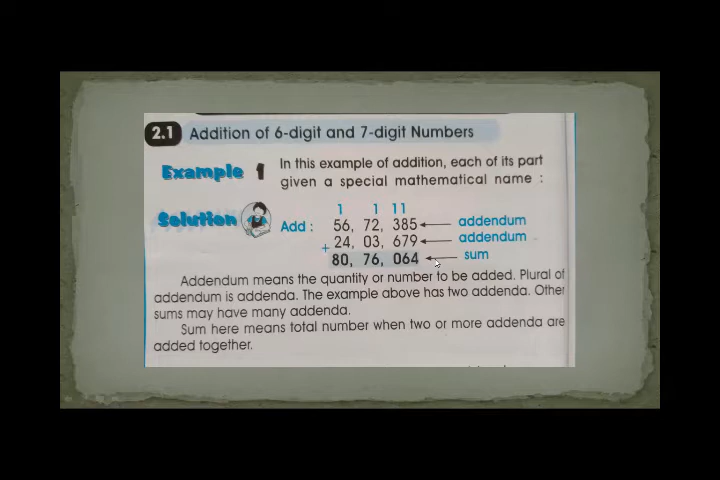 2.1 Addition of 6-digit and 7-digit Numbers
Example 1 In this example of addition, each of its part
given a special mathematical name :
Solution
1 1 11
Add : 56, 72, 385 addendum
+ 24, 03, 679 addendum
80, 76, 064 sum
Addendum means the quantity or number to be added. Plural of
addendum is addenda. The example above has two addenda. Other
sums may have many addenda.
Sum here means total number when two or more addenda are
added together.